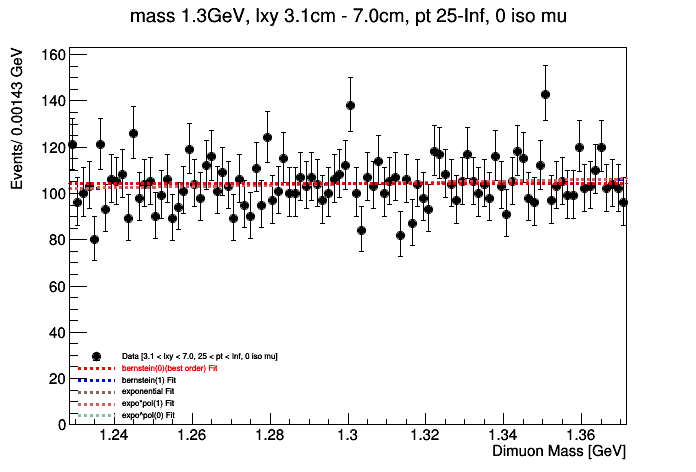 mass 1.3GeV, lxy 3.1cm - 7.0cm, pt 25-Inf, 0 iso mu
Events/ 0.00143 GeV
160
140
120
100
80
60
40
20
0
Data [3.1 < lxy < 7.0, 25 < pt < Inf, 0 iso mu]
bernstein(0)(best order) Fit
bernstein(1) Fit
exponential Fit
expo*pol(1) Fit
expo*pol(0) Fit
1.24 1.26 1.28 1.3 1.32 1.34 1.36
Dimuon Mass [GeV]